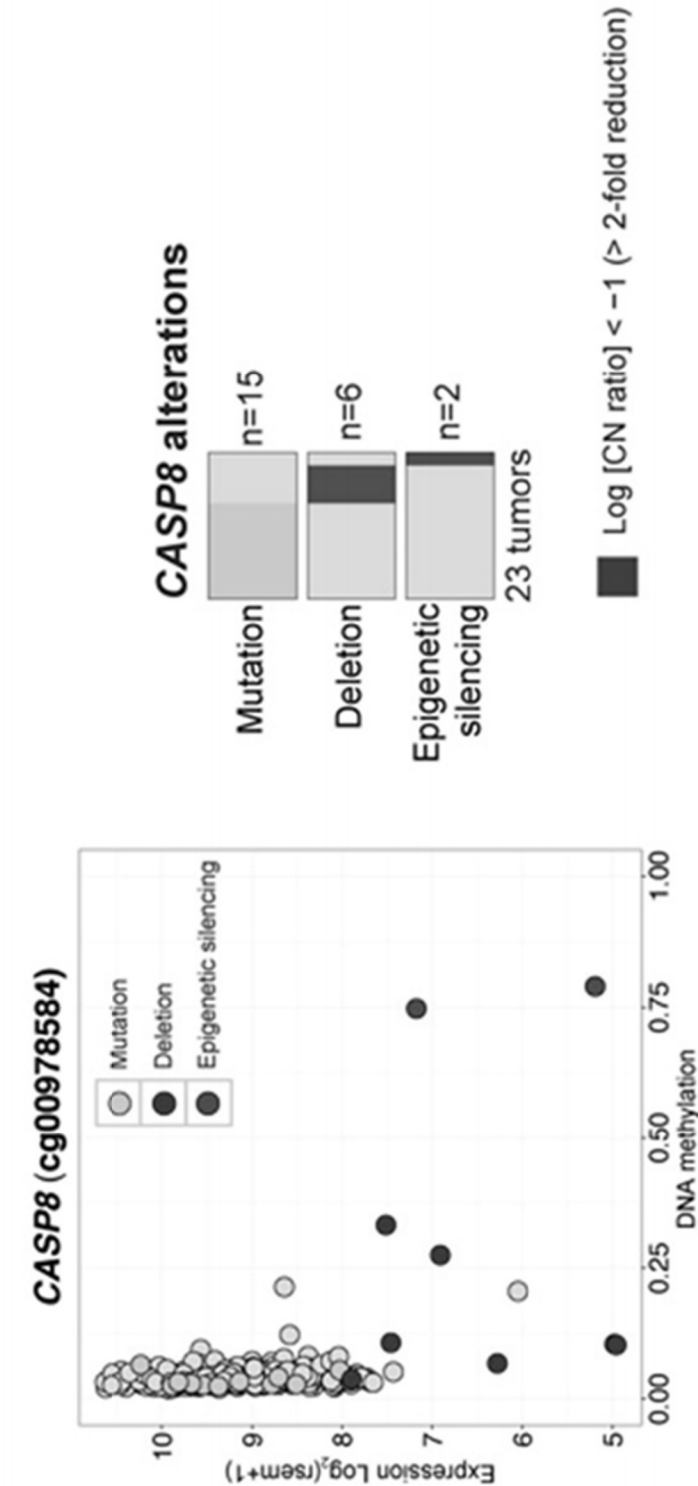 CASP8 (cg00978584)
Mutation
Deletion
Epigenetic silencing
Expression Log2(rsem+1)
10
9
8
7
6
5
0.00
0.25
0.50
0.75
1.00
DNA methylation
CASP8 alterations
Mutation
n=15
Deletion
n=6
Epigenetic
silencing
n=2
23 tumors
Log [CN ratio] < −1 (> 2-fold reduction)